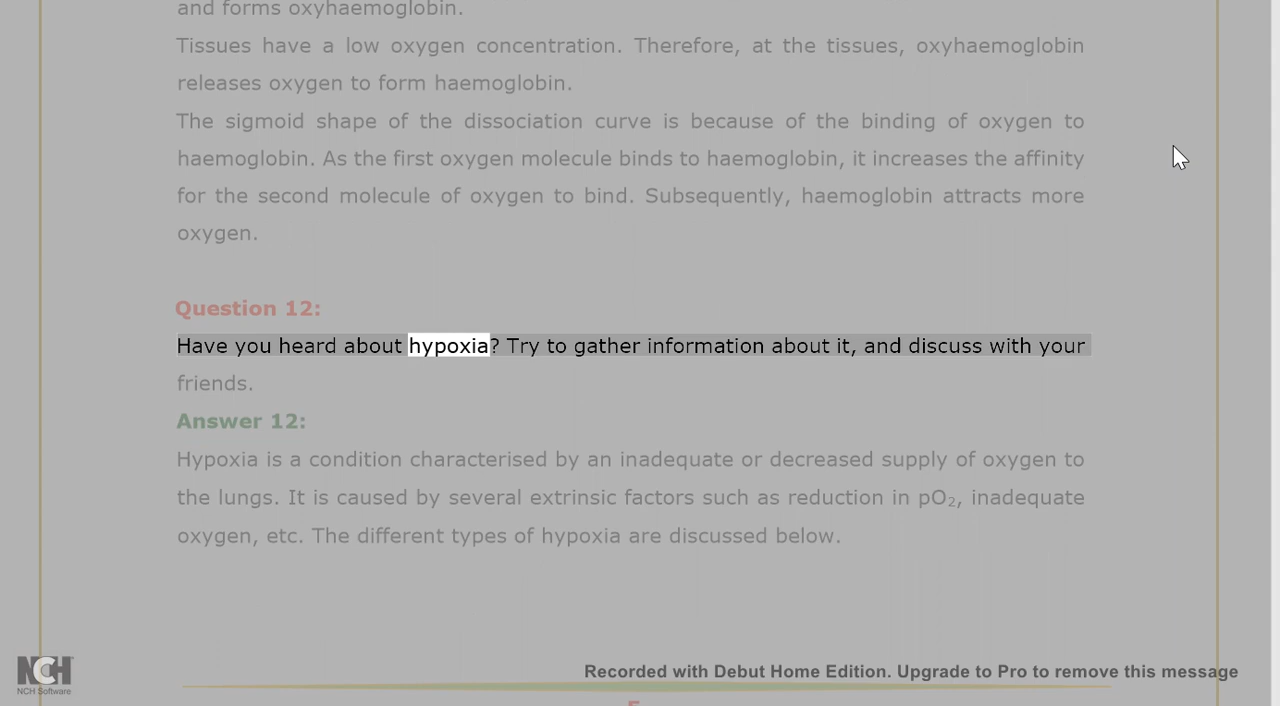 and forms oxyhaemoglobin.
Tissues have a low oxygen concentration. Therefore, at the tissues, oxyhaemoglobin
releases oxygen to form haemoglobin.
The sigmoid shape of the dissociation curve is because of the binding of oxygen to
haemoglobin. As the first oxygen molecule binds to haemoglobin, it increases the affinity
for the second molecule of oxygen to bind. Subsequently, haemoglobin attracts more
oxygen.
Question 12:
Have you heard about hypoxia? Try to gather information about it, and discuss with your
friends.
Answer 12:
Hypoxia is a condition characterised by an inadequate or decreased supply of oxygen to
the lungs. It is caused by several extrinsic factors such as reduction in pO₂, inadequate
oxygen, etc. The different types of hypoxia are discussed below.
NCH
NCH Software
Recorded with Debut Home Edition. Upgrade to Pro to remove this message